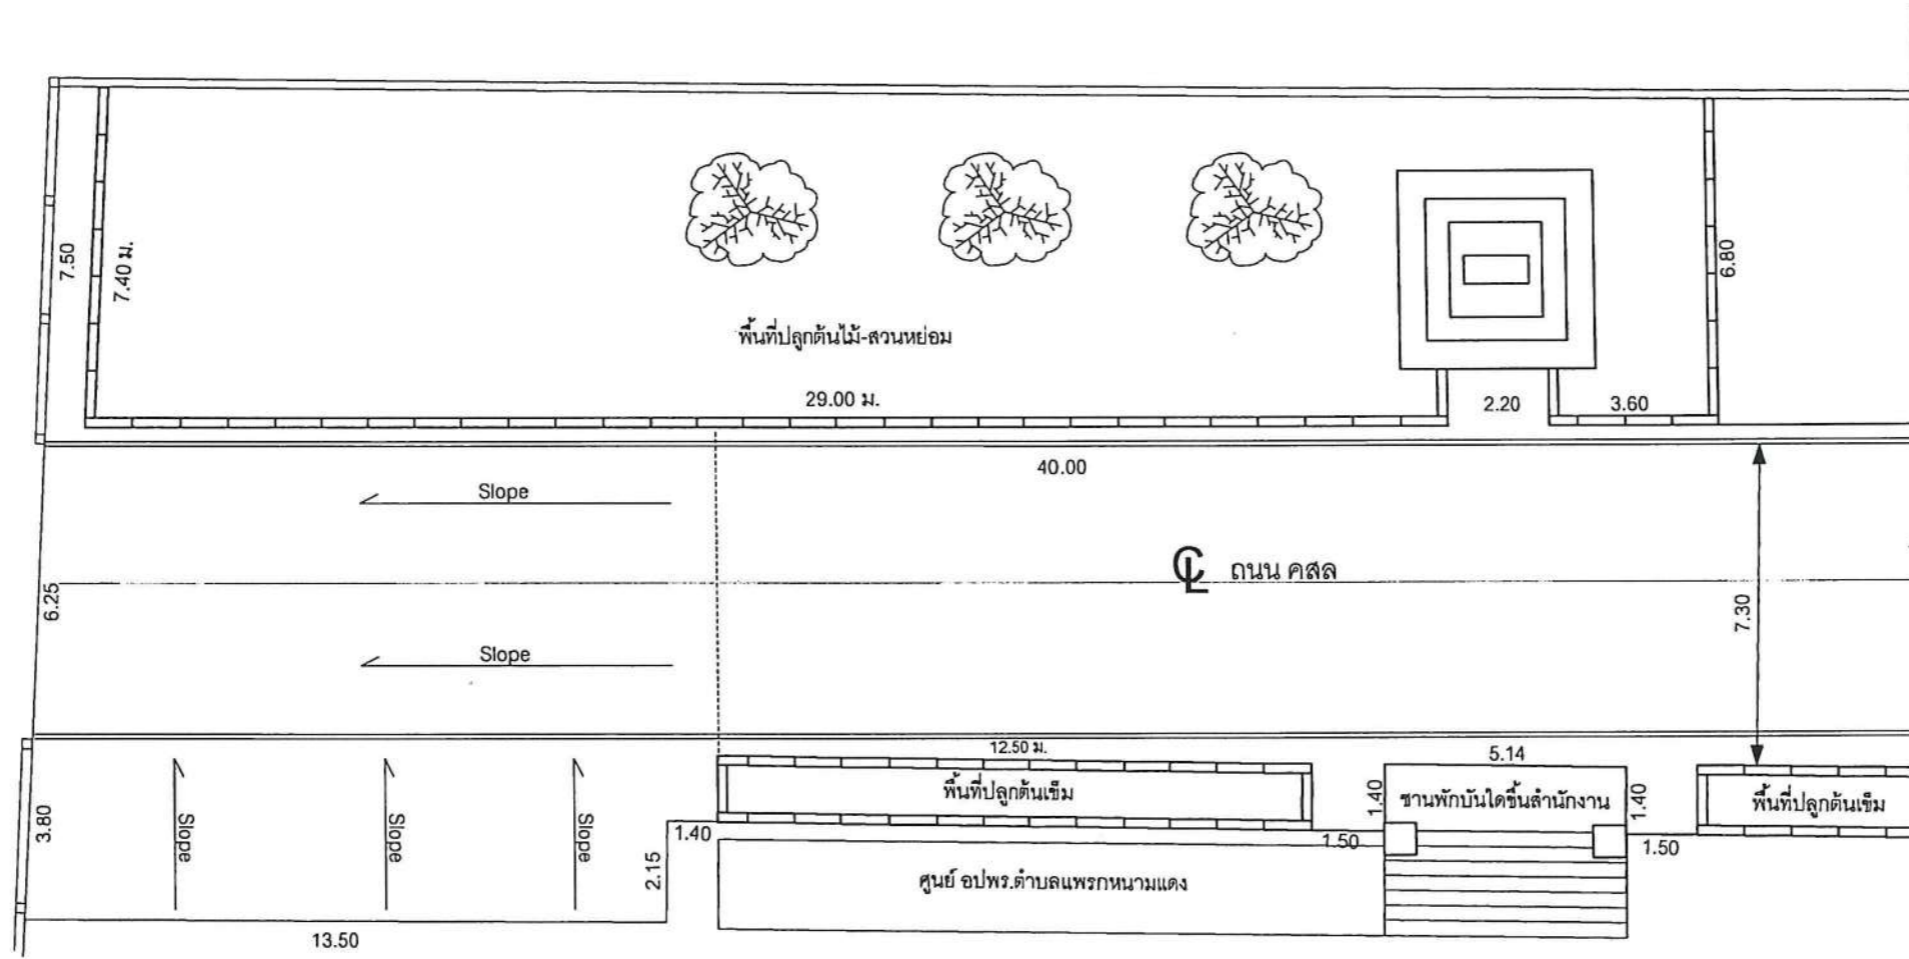 7.50
7.40 ม.
6.80
พื้นที่ปลูกต้นไม้-สวนหย่อม
29.00 ม.
2.20
3.60
40.00
Slope
CL ถนน คสล
6.25
7.30
Slope
12.50 ม.
5.14
พื้นที่ปลูกต้นเข็ม
1.40
ชานพักบันไดขึ้นสำนักงาน
1.40
พื้นที่ปลูกต้นเข็ม
3.80
Slope
Slope
Slope
1.40
1.50
1.50
2.15
ศูนย์ อปพร.ตำบลแพรกหนามแดง
13.50